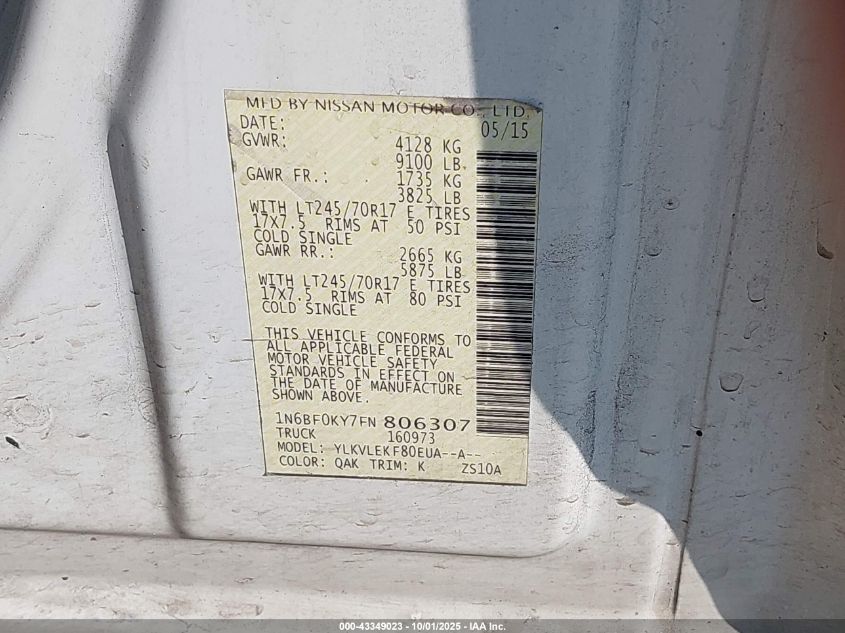 MFD BY NISSAN MOTOR CO., LTD.
DATE: 05/15
GVWR: 4128 KG
9100 LB
GAWR FR.: 1735 KG
3825 LB
WITH LT245/70R17 E TIRES
17X7.5 RIMS AT 50 PSI
COLD SINGLE
GAWR RR.: 2665 KG
5875 LB
WITH LT245/70R17 E TIRES
17X7.5 RIMS AT 80 PSI
COLD SINGLE
THIS VEHICLE CONFORMS TO
ALL APPLICABLE FEDERAL
MOTOR VEHICLE SAFETY
STANDARDS IN EFFECT ON
THE DATE OF MANUFACTURE
SHOWN ABOVE.
1N6BF0KY7FN 806307
TRUCK 160973
MODEL: YLKVLEKF80EUA--A--
COLOR: QAK TRIM: K ZS10A
000-43349023 - 10/01/2025 - IAA Inc.